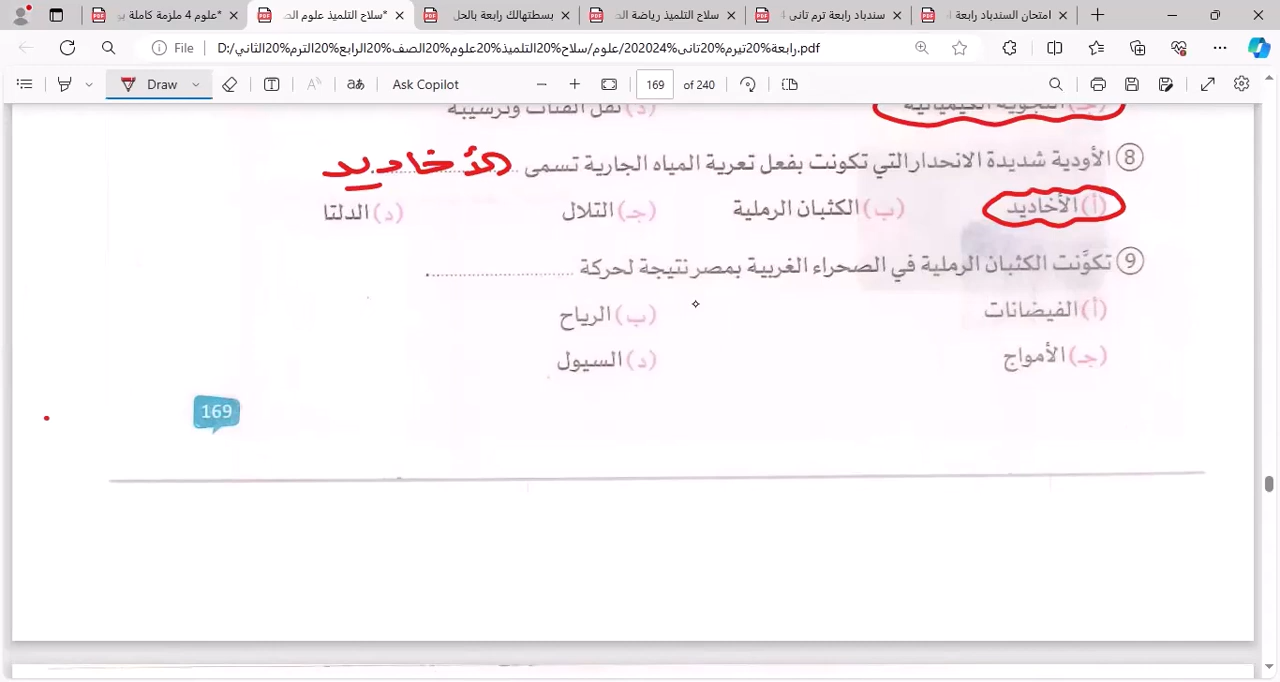 علوم 4 ملزمة كاملة*
*سلاح التلميذ علوم
بسطتهالك رابعة بالحل
سلاح التلميذ رياضة
سندباد رابعة ترم تانى 4
امتحان السندباد رابعة
File
D:/رابعة%20تيرم%20تانى%202024/علوم/سلاح%20التلميذ%20علوم%20الصف%20الرابع%20الترم%20الثاني.pdf
Draw
aあ
Ask Copilot
169 of 240
(جـ) التجوية الكيميائية (د) نقل الفتات وترسيبه
8 الأودية شديدة الانحدار التي تكونت بفعل تعرية المياه الجارية تسمى الأخاديد
(أ) الأخاديد (ب) الكثبان الرملية (جـ) التلال (د) الدلتا
9 تكوَّنت الكثبان الرملية في الصحراء الغربية بمصر نتيجة لحركة .............................
(أ) الفيضانات (ب) الرياح
(جـ) الأمواج (د) السيول
169